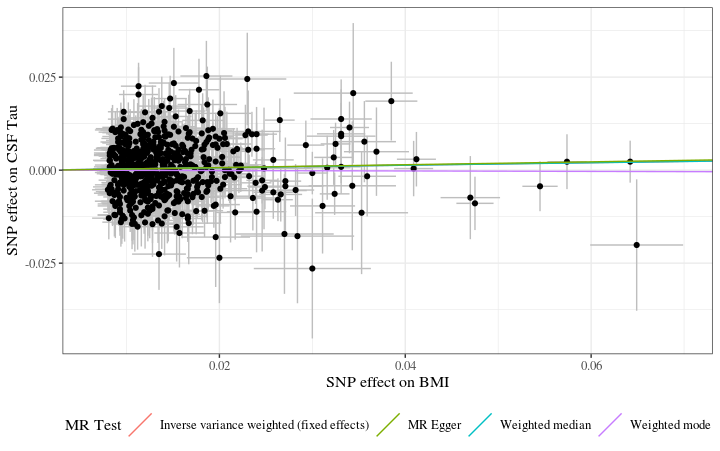 SNP effect on CSF Tau
0.025
0.000
-0.025
0.02
0.04
0.06
SNP effect on BMI
MR Test
Inverse variance weighted (fixed effects)
MR Egger
Weighted median
Weighted mode